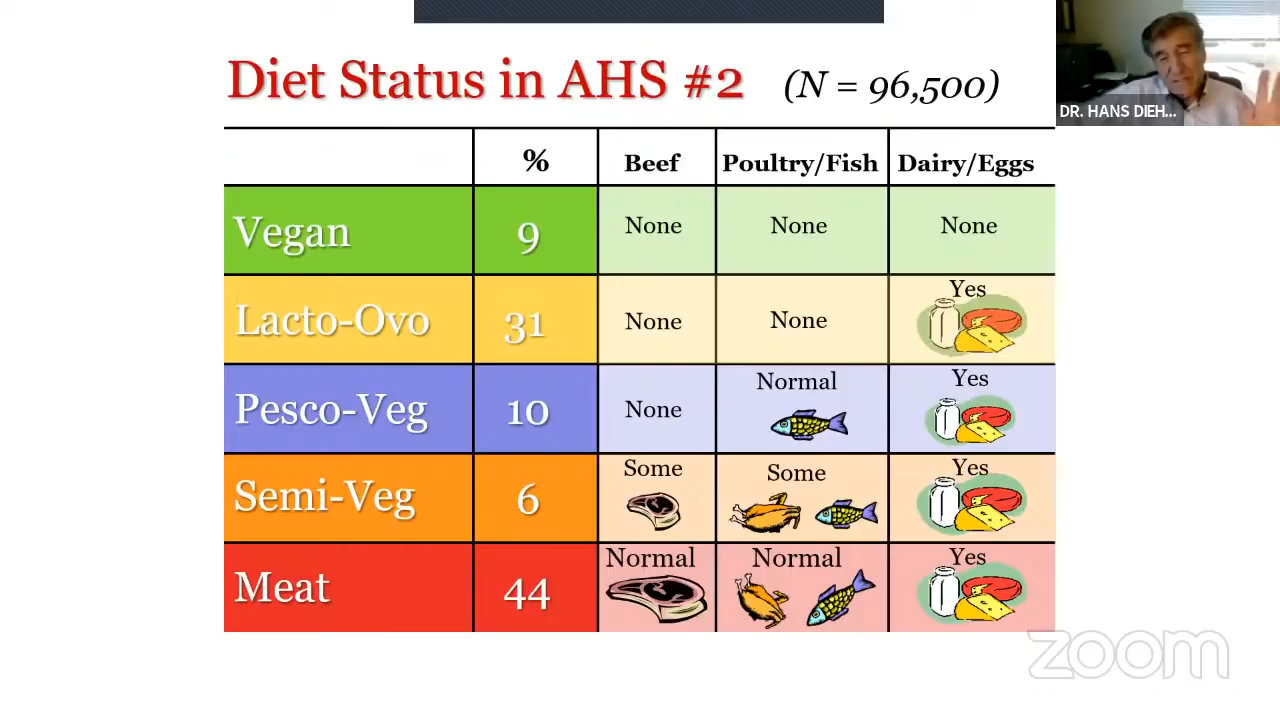 Diet Status in AHS #2 (N = 96,500)
DR. HANS DIEH...
% Beef Poultry/Fish Dairy/Eggs
Vegan 9 None None None
Lacto-Ovo 31 None None Yes
Pesco-Veg 10 None Normal Yes
Semi-Veg 6 Some Some Yes
Meat 44 Normal Normal Yes
zoom